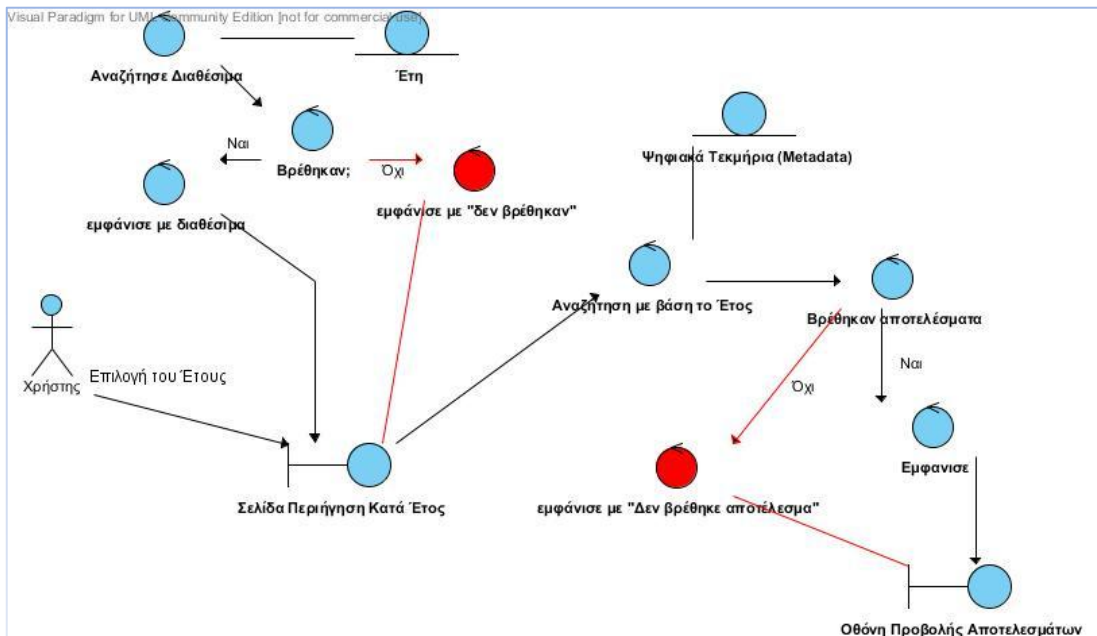 Visual Paradigm for UML Community Edition [not for commercial use]
Αναζήτησε Διαθέσιμα
Έτη
Ναι
Βρέθηκαν;
Όχι
Ψηφιακά Τεκμήρια (Metadata)
εμφάνισε με διαθέσιμα
εμφάνισε με "δεν βρέθηκαν"
Αναζήτηση με βάση το Έτος
Βρέθηκαν αποτελέσματα
Χρήστης
Επιλογή του Έτους
Ναι
Όχι
Εμφανισε
Σελίδα Περιήγηση Κατά Έτος
εμφάνισε με "Δεν βρέθηκε αποτέλεσμα"
Οθόνη Προβολής Αποτελεσμάτων